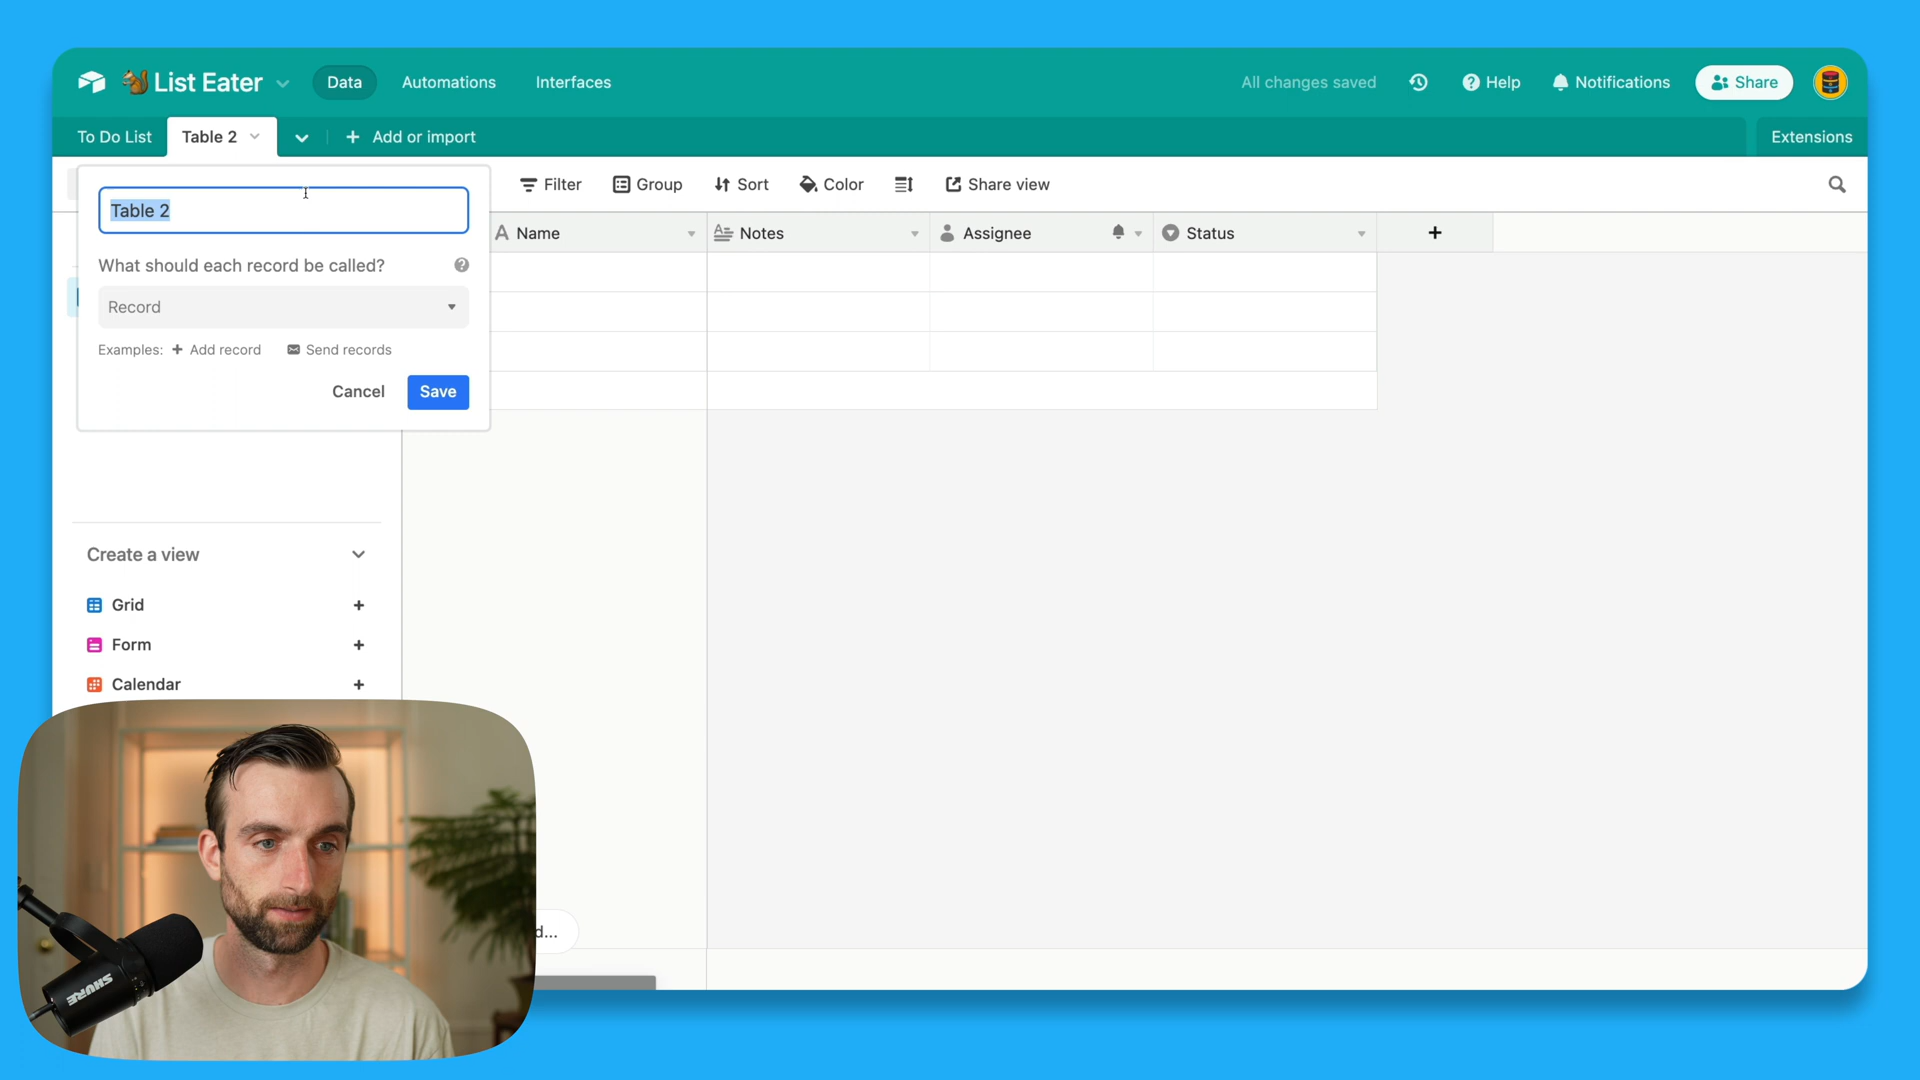 List Eater
Data
Automations
Interfaces
All changes saved
Help
Notifications
Share
To Do List
Table 2
Add or import
Extensions
Table 2
Filter
Group
Sort
Color
Share view
What should each record be called?
Record
Examples: + Add record
Send records
Cancel
Save
Name
Notes
Assignee
Status
Create a view
Grid
Form
Calendar
d...
SHURE